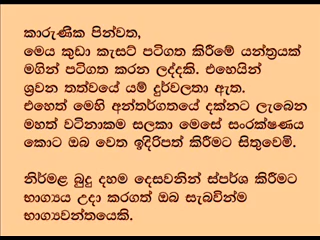 කාරුණික පින්වත,
මෙය කුඩා කැසට් පටිගත කිරීමේ යන්ත්‍රයක්
මගින් පටිගත කරන ලද්දකි. එහෙයින්
ශ්‍රවන තත්වයේ යම් දුර්වලතා ඇත.
එහෙත් මෙහි අන්තර්ගතයේ දක්නට ලැබෙන
මහත් වටිනාකම සලකා මෙසේ සංරක්ෂණය
කොට ඔබ වෙත ඉදිරිපත් කිරීමට සිතුවෙමි.
නිර්මළ බුදු දහම දෙසවනින් ස්පර්ශ කිරීමට
භාග්‍යය උදා කරගත් ඔබ සැබවින්ම
භාග්‍යවන්තයෙකි.